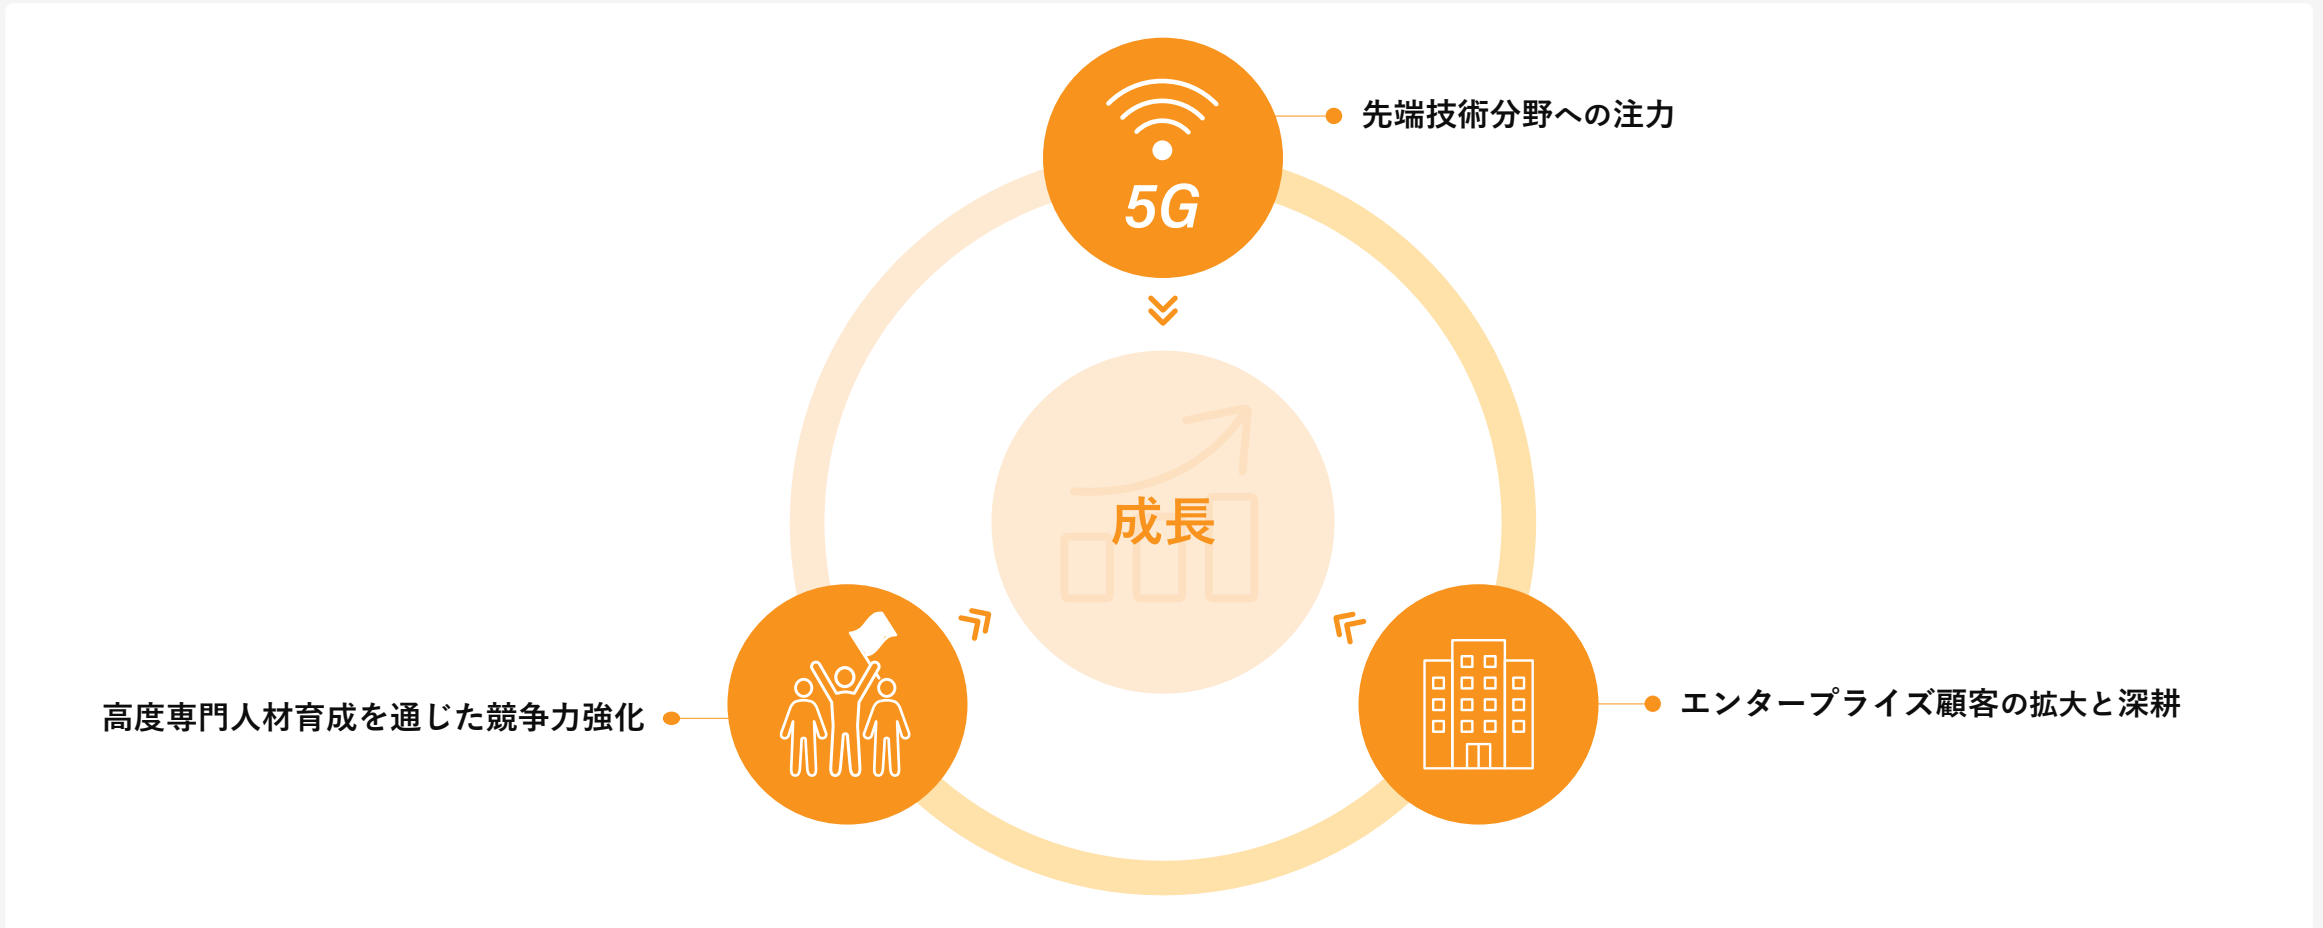 5G
先端技術分野への注力
成長
高度専門人材育成を通じた競争力強化
エンタープライズ顧客の拡大と深耕